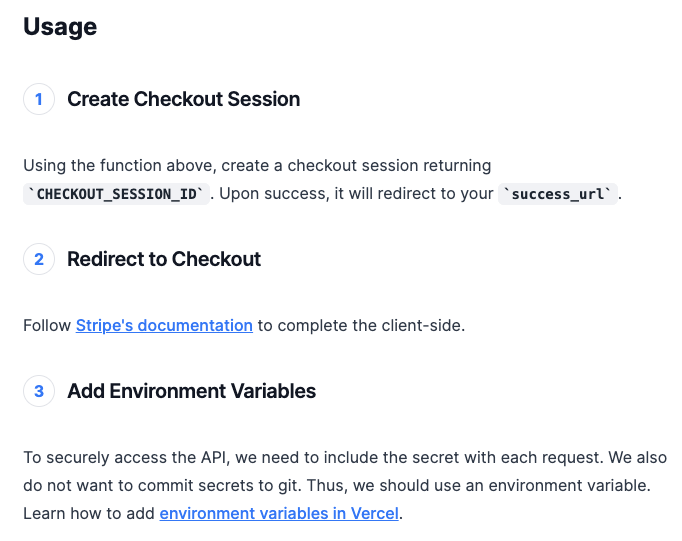 Usage
1 Create Checkout Session
Using the function above, create a checkout session returning
`CHECKOUT_SESSION_ID`. Upon success, it will redirect to your `success_url`.
2 Redirect to Checkout
Follow Stripe's documentation to complete the client-side.
3 Add Environment Variables
To securely access the API, we need to include the secret with each request. We also
do not want to commit secrets to git. Thus, we should use an environment variable.
Learn how to add environment variables in Vercel.